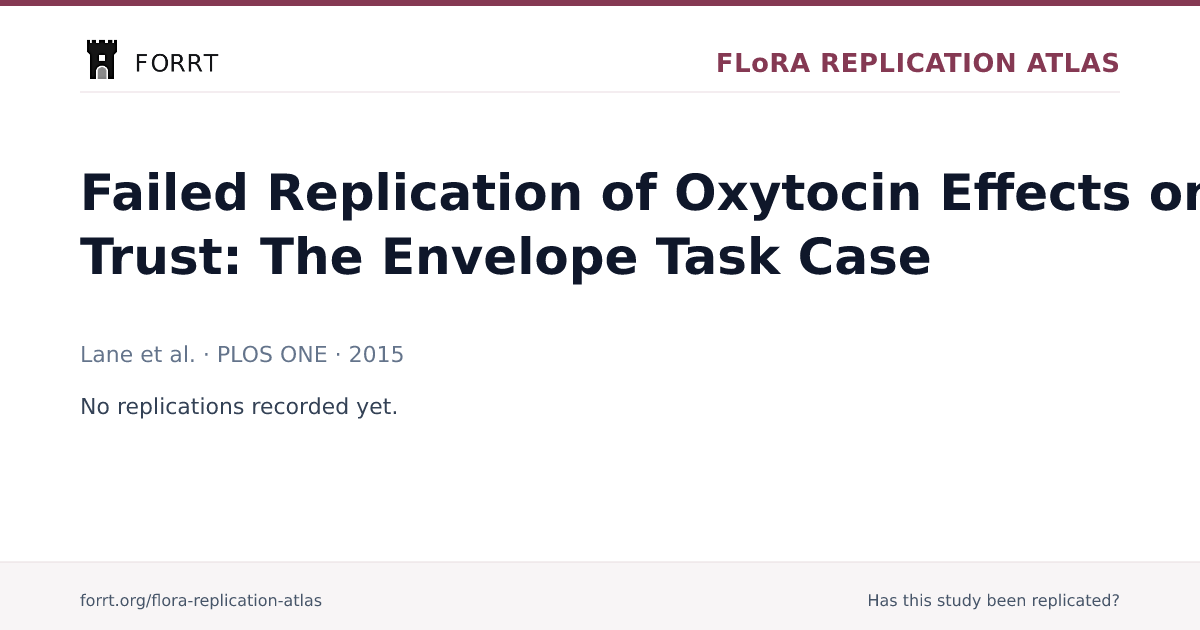 FORRT
FLoRA REPLICATION ATLAS
Failed Replication of Oxytocin Effects or
Trust: The Envelope Task Case
Lane et al. · PLOS ONE · 2015
No replications recorded yet.
forrt.org/flora-replication-atlas
Has this study been replicated?